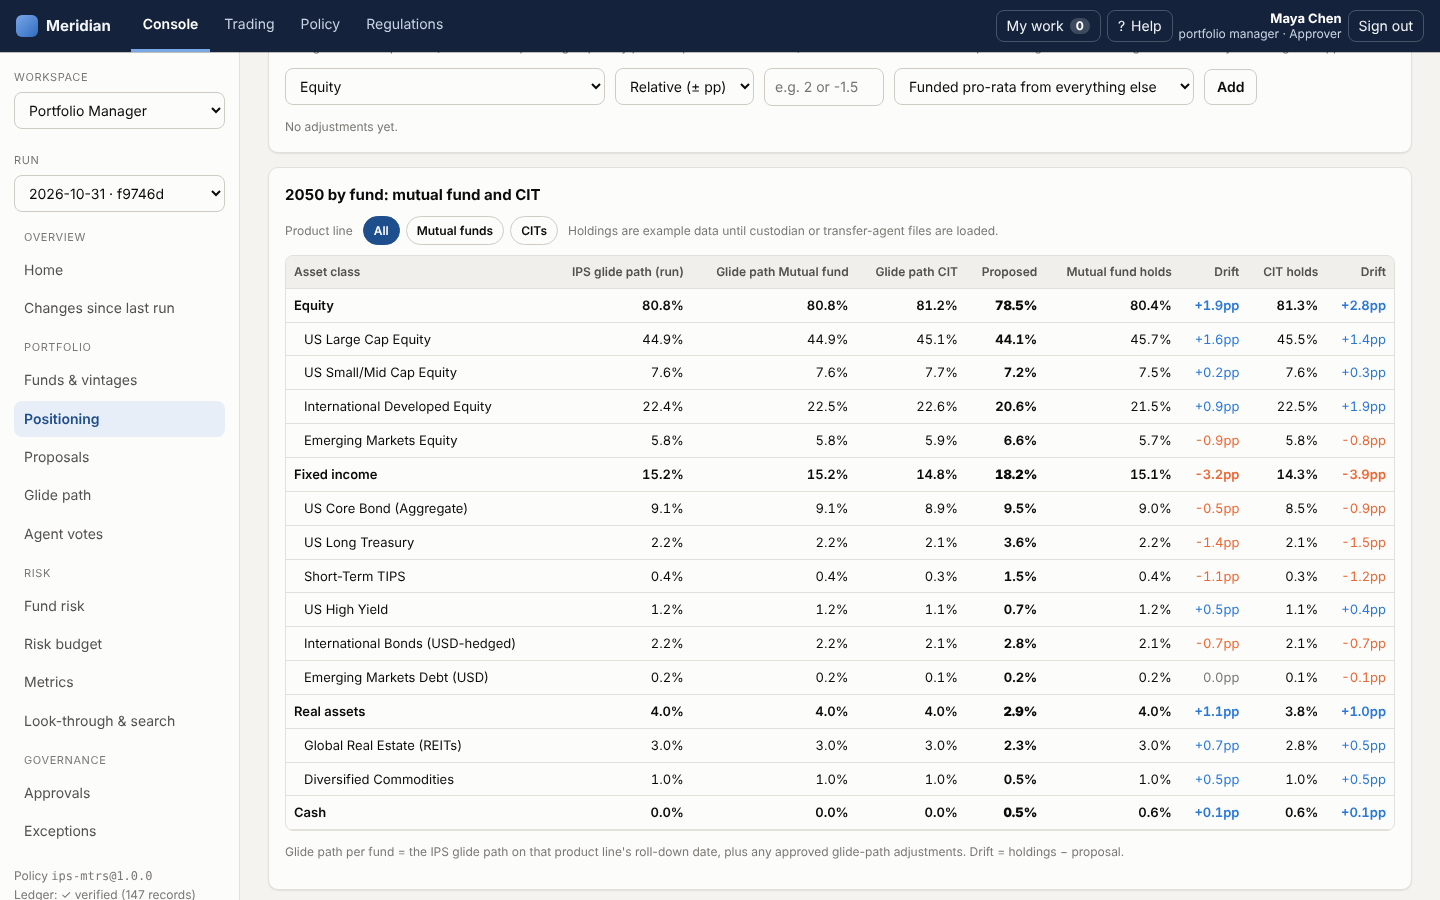 Meridian Console Trading Policy Regulations My work 0 ? Help Maya Chen portfolio manager · Approver Sign out
WORKSPACE
Portfolio Manager
RUN
2026-10-31 · f9746d
OVERVIEW
Home
Changes since last run
PORTFOLIO
Funds & vintages
Positioning
Proposals
Glide path
Agent votes
RISK
Fund risk
Risk budget
Metrics
Look-through & search
GOVERNANCE
Approvals
Exceptions
Policy ips-mtrs@1.0.0
Ledger: ✓ verified (147 records)
Equity Relative (± pp) e.g. 2 or -1.5 Funded pro-rata from everything else Add
No adjustments yet.
2050 by fund: mutual fund and CIT
Product line All Mutual funds CITs Holdings are example data until custodian or transfer-agent files are loaded.
Asset class IPS glide path (run) Glide path Mutual fund Glide path CIT Proposed Mutual fund holds Drift CIT holds Drift
Equity 80.8% 80.8% 81.2% 78.5% 80.4% +1.9pp 81.3% +2.8pp
US Large Cap Equity 44.9% 44.9% 45.1% 44.1% 45.7% +1.6pp 45.5% +1.4pp
US Small/Mid Cap Equity 7.6% 7.6% 7.7% 7.2% 7.5% +0.2pp 7.6% +0.3pp
International Developed Equity 22.4% 22.5% 22.6% 20.6% 21.5% +0.9pp 22.5% +1.9pp
Emerging Markets Equity 5.8% 5.8% 5.9% 6.6% 5.7% -0.9pp 5.8% -0.8pp
Fixed income 15.2% 15.2% 14.8% 18.2% 15.1% -3.2pp 14.3% -3.9pp
US Core Bond (Aggregate) 9.1% 9.1% 8.9% 9.5% 9.0% -0.5pp 8.5% -0.9pp
US Long Treasury 2.2% 2.2% 2.1% 3.6% 2.2% -1.4pp 2.1% -1.5pp
Short-Term TIPS 0.4% 0.4% 0.3% 1.5% 0.4% -1.1pp 0.3% -1.2pp
US High Yield 1.2% 1.2% 1.1% 0.7% 1.2% +0.5pp 1.1% +0.4pp
International Bonds (USD-hedged) 2.2% 2.2% 2.1% 2.8% 2.1% -0.7pp 2.1% -0.7pp
Emerging Markets Debt (USD) 0.2% 0.2% 0.1% 0.2% 0.2% 0.0pp 0.1% -0.1pp
Real assets 4.0% 4.0% 4.0% 2.9% 4.0% +1.1pp 3.8% +1.0pp
Global Real Estate (REITs) 3.0% 3.0% 3.0% 2.3% 3.0% +0.7pp 2.8% +0.5pp
Diversified Commodities 1.0% 1.0% 1.0% 0.5% 1.0% +0.5pp 1.0% +0.5pp
Cash 0.0% 0.0% 0.0% 0.5% 0.6% +0.1pp 0.6% +0.1pp
Glide path per fund = the IPS glide path on that product line's roll-down date, plus any approved glide-path adjustments. Drift = holdings − proposal.